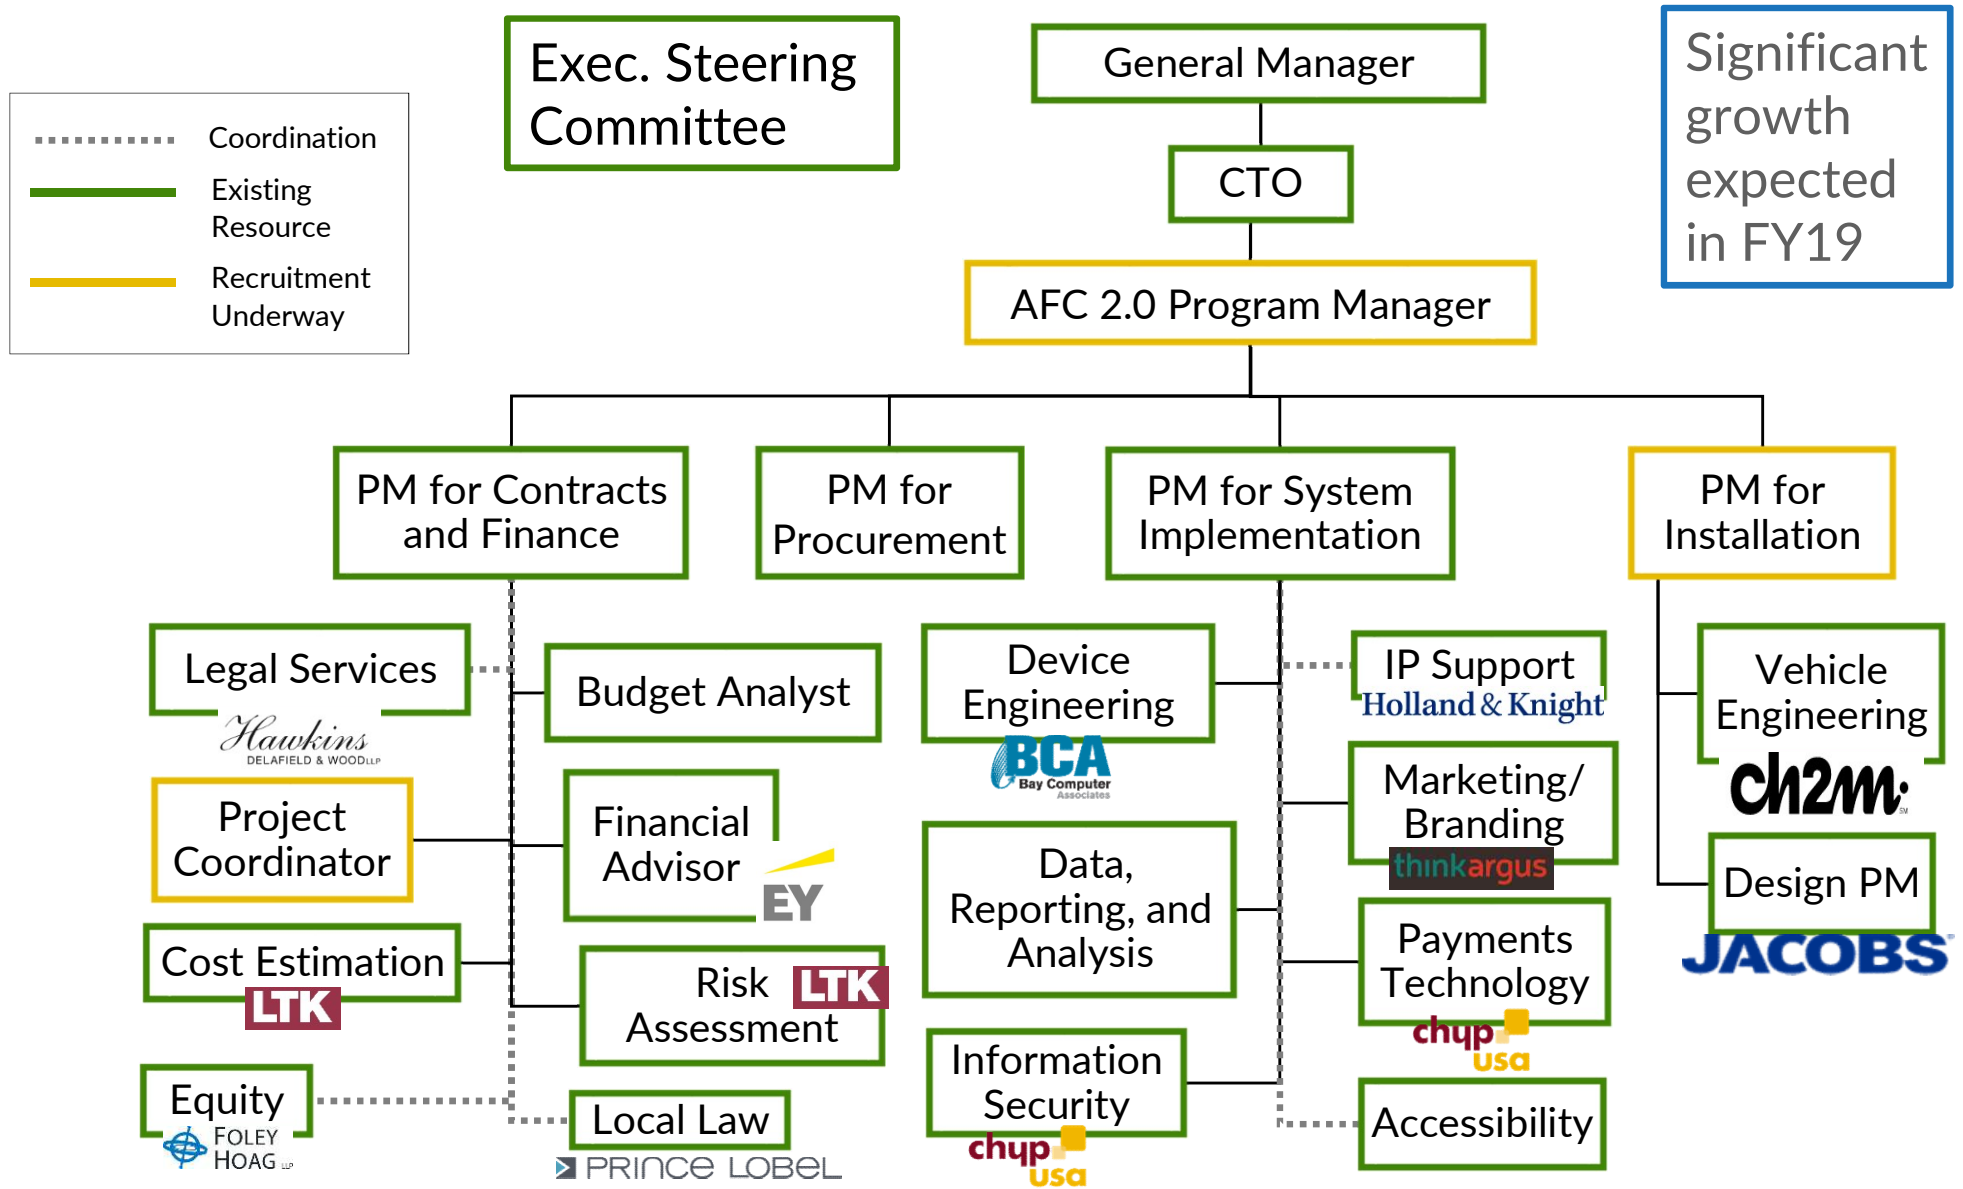 Exec. Steering
Committee
General Manager
Significant
growth
expected
in FY19
Coordination
Existing
Resource
Recruitment
Underway
CTO
AFC 2.0 Program Manager
PM for Contracts
and Finance
PM for
Procurement
PM for System
Implementation
PM for
Installation
Legal Services
Hawkins
DELAFIELD & WOOD LLP
Budget Analyst
Project
Coordinator
Financial
Advisor
EY
Cost Estimation
LTK
Risk
LTK
Assessment
Equity
FOLEY
HOAG LLP
Local Law
PRINCE LOBEL
Device
Engineering
BCA
Bay Computer
Associates
IP Support
Holland & Knight
Data,
Reporting, and
Analysis
Marketing/
Branding
thinkargus
Information
Security
chyp
usa
Payments
Technology
chyp
usa
Accessibility
Vehicle
Engineering
ch2m:
SM
Design PM
JACOBS